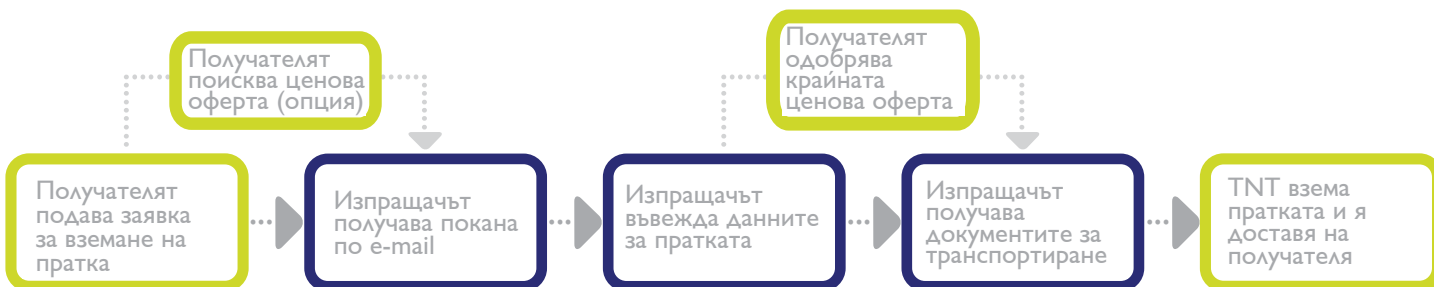 Получателят
поисква ценова
оферта (опция)
Получателят
одобрява
крайната
ценова оферта
Получателят
подава заявка
за вземане на
пратка
Изпращачът
получава покана
по e-mail
Изпращачът
въвежда данните
за пратката
Изпращачът
получава
документите за
транспортиране
TNT взема
пратката и я
доставя на
получателя